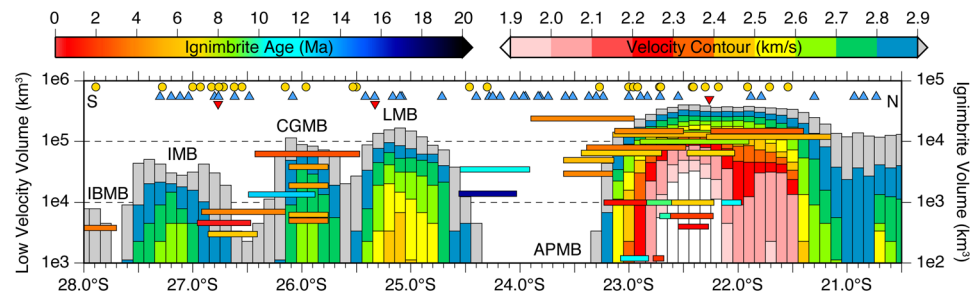 0 2 4 6 8 10 12 14 16 18 20
Ignimbrite Age (Ma)
1.9 2.0 2.1 2.2 2.3 2.4 2.5 2.6 2.7 2.8 2.9
Velocity Contour (km/s)
Low Velocity Volume (km³)
1e6
1e5
1e4
1e3
S
N
IBMB
IMB
CGMB
LMB
APMB
1e5
1e4
1e3
1e2
Ignimbrite Volume (km³)
28.0°S 27.0°S 26.0°S 25.0°S 24.0°S 23.0°S 22.0°S 21.0°S